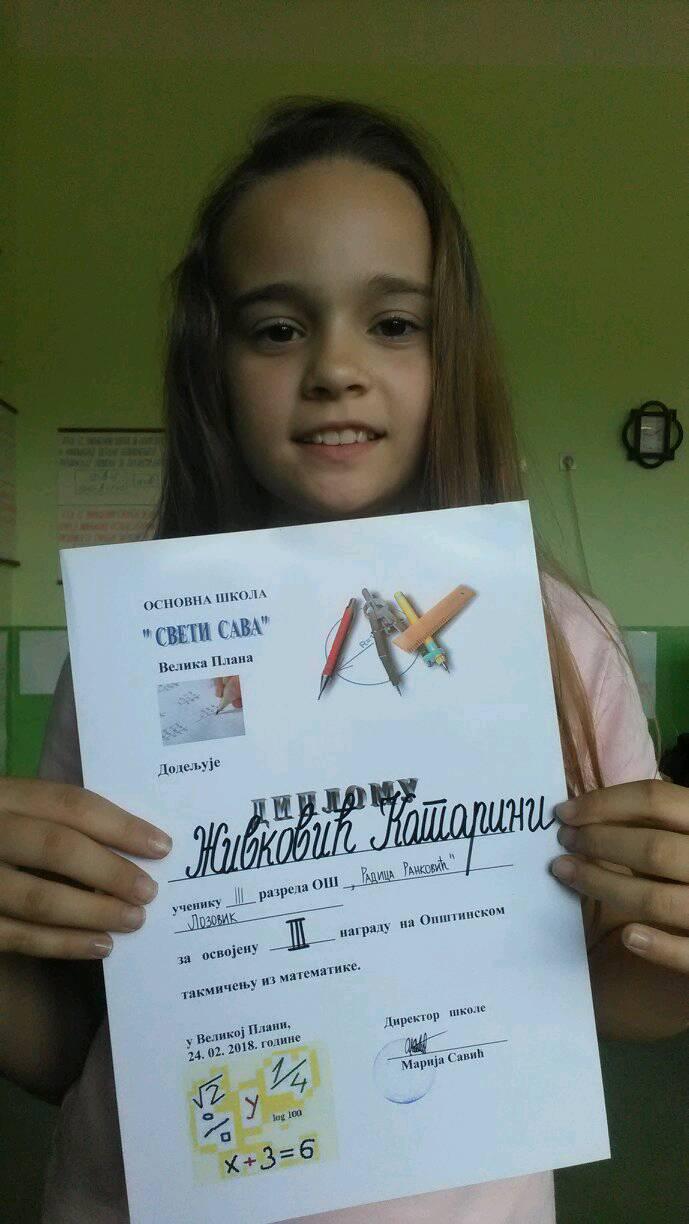 ОСНОВНА ШКОЛА
" СВЕТИ САВА"
Велика Плана
Додељује
ДИПЛОМУ
Живковић Катарини
ученику III разреда ОШ „Радица Ранковић"
Лозовик
за освојену III награду на Општинском
такмичењу из математике.
у Великој Плани,
24. 02. 2018. године
Директор школе
Марија Савић
√2
1/4
%
y
log 100
x+3=6